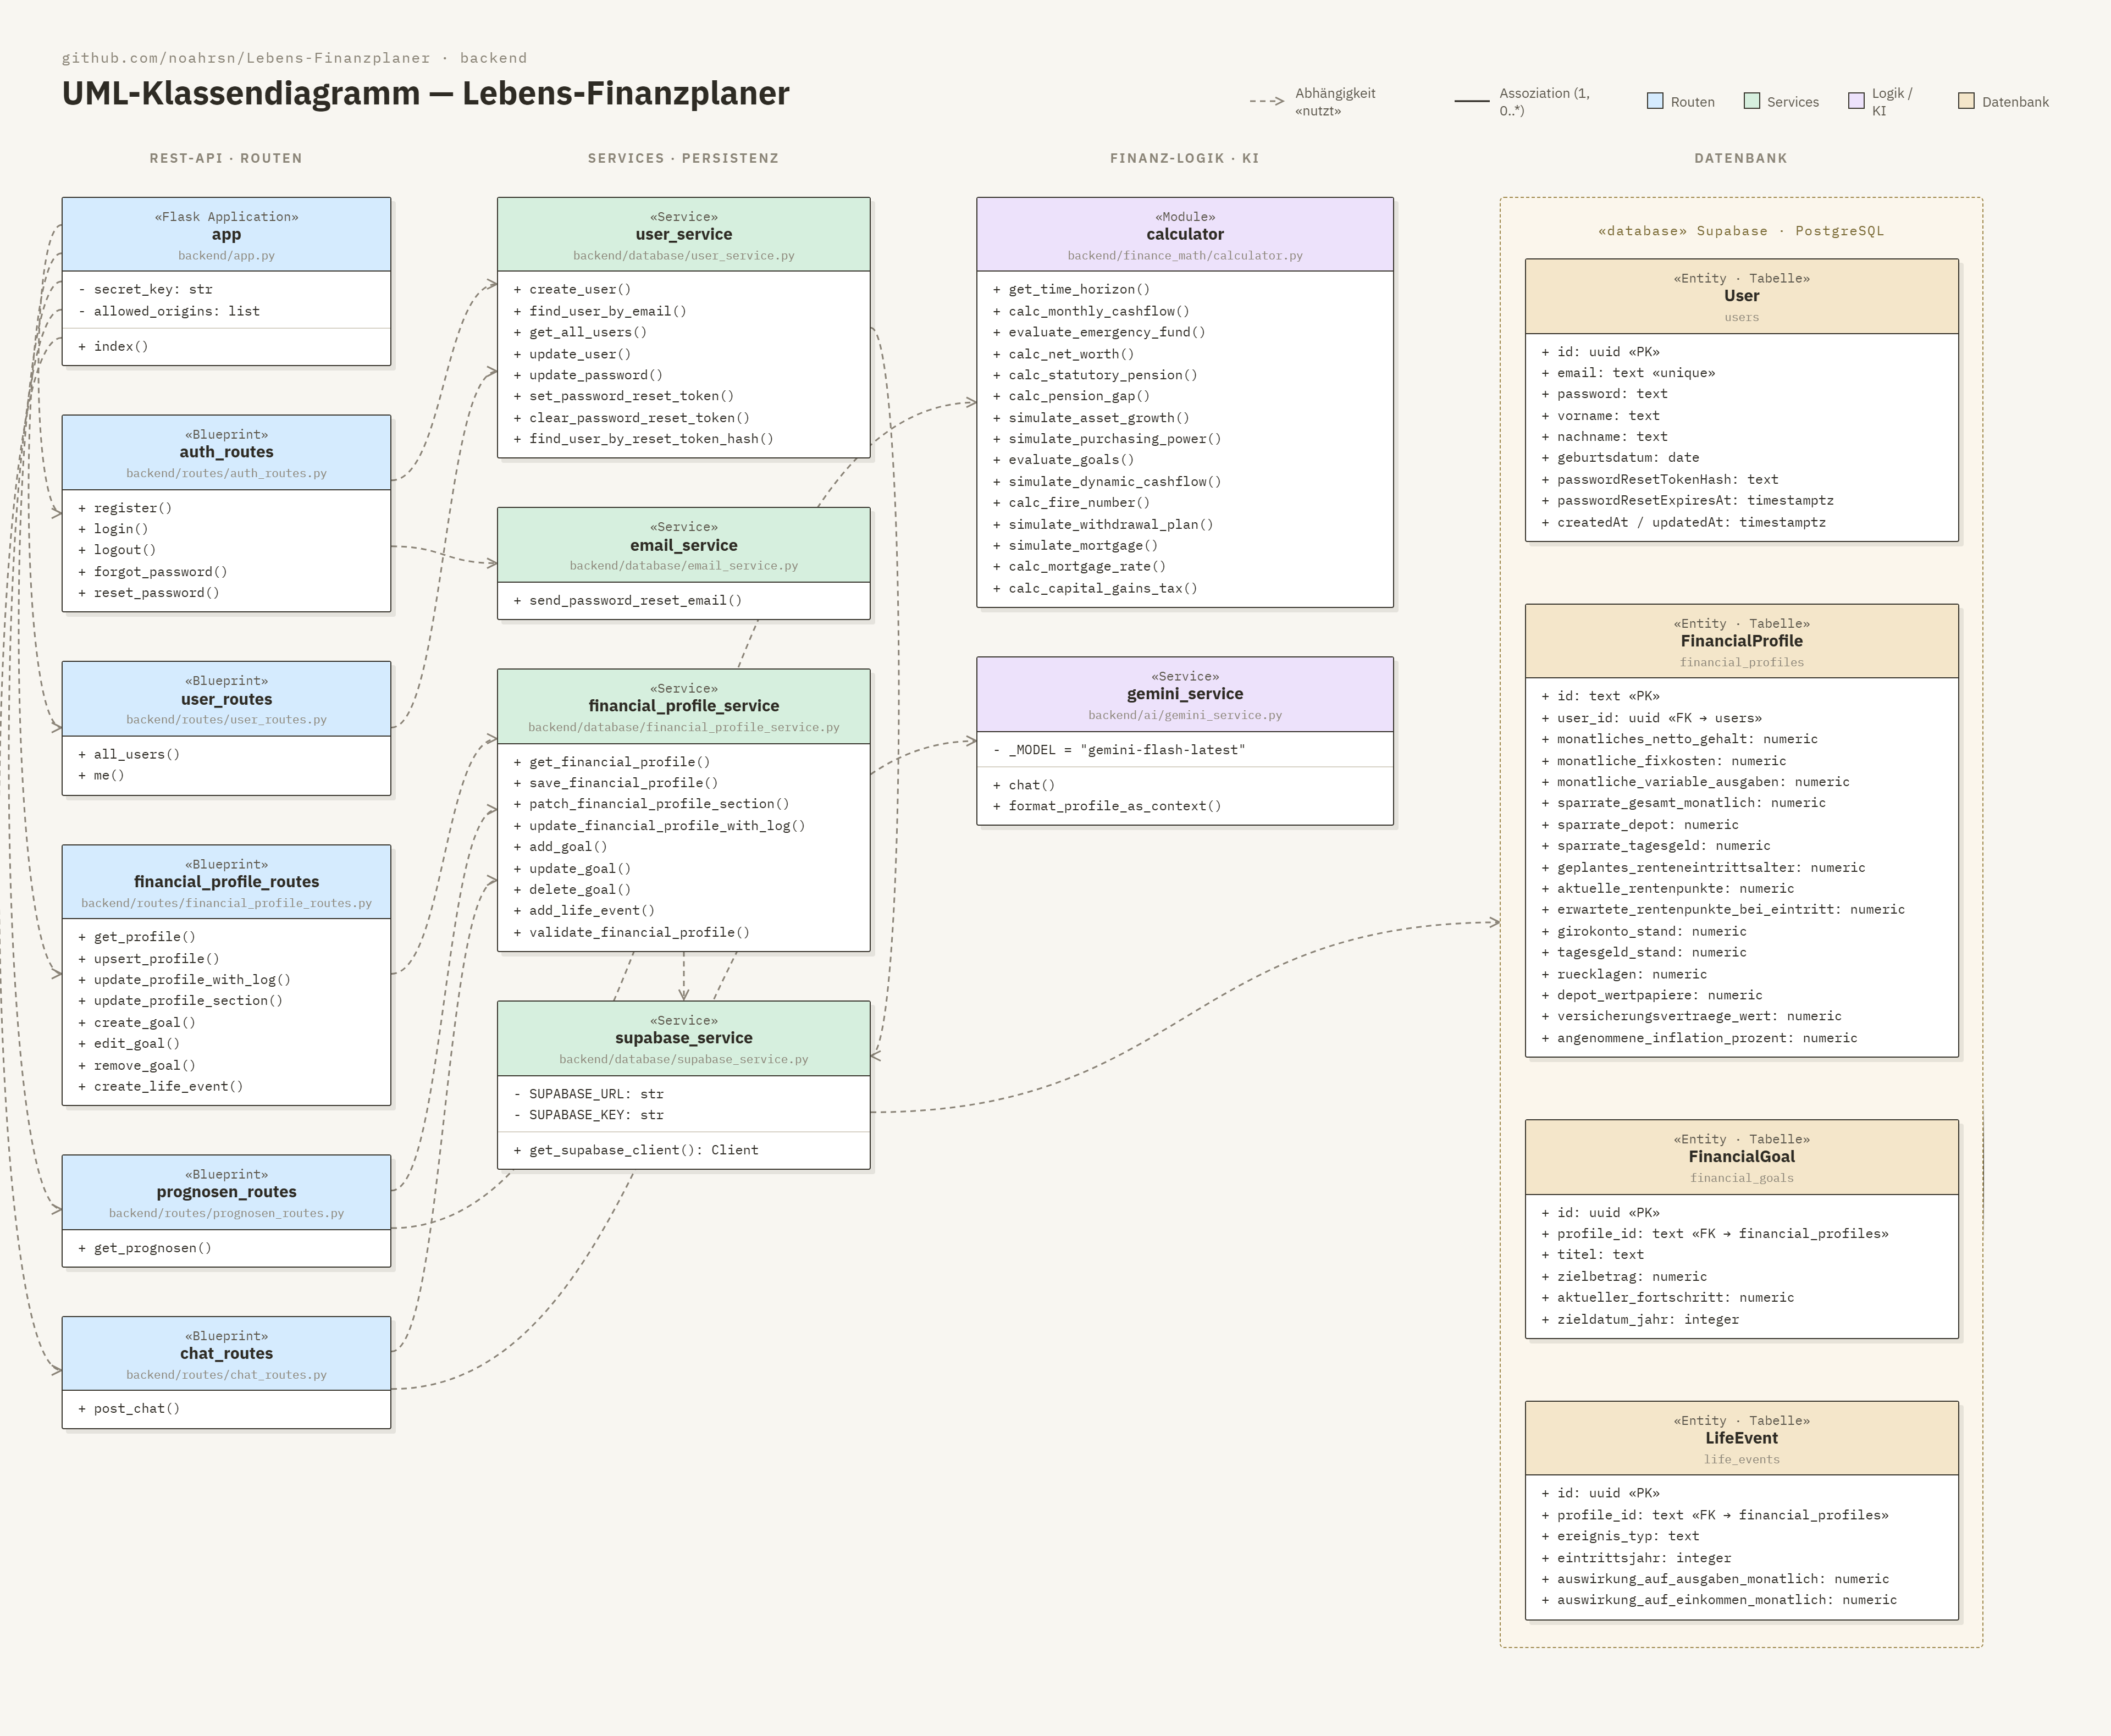 github.com/noahrsn/Lebens-Finanzplaner · backend
UML-Klassendiagramm — Lebens-Finanzplaner
Abhängigkeit
«nutzt»
Assoziation (1,
0..*)
Routen
Services
Logik /
KI
Datenbank
REST-API · ROUTEN
SERVICES · PERSISTENZ
FINANZ-LOGIK · KI
DATENBANK
«Flask Application»
app
backend/app.py
- secret_key: str
- allowed_origins: list
+ index()
«Blueprint»
auth_routes
backend/routes/auth_routes.py
+ register()
+ login()
+ logout()
+ forgot_password()
+ reset_password()
«Blueprint»
user_routes
backend/routes/user_routes.py
+ all_users()
+ me()
«Blueprint»
financial_profile_routes
backend/routes/financial_profile_routes.py
+ get_profile()
+ upsert_profile()
+ update_profile_with_log()
+ update_profile_section()
+ create_goal()
+ edit_goal()
+ remove_goal()
+ create_life_event()
«Blueprint»
prognosen_routes
backend/routes/prognosen_routes.py
+ get_prognosen()
«Blueprint»
chat_routes
backend/routes/chat_routes.py
+ post_chat()
«Service»
user_service
backend/database/user_service.py
+ create_user()
+ find_user_by_email()
+ get_all_users()
+ update_user()
+ update_password()
+ set_password_reset_token()
+ clear_password_reset_token()
+ find_user_by_reset_token_hash()
«Service»
email_service
backend/database/email_service.py
+ send_password_reset_email()
«Service»
financial_profile_service
backend/database/financial_profile_service.py
+ get_financial_profile()
+ save_financial_profile()
+ patch_financial_profile_section()
+ update_financial_profile_with_log()
+ add_goal()
+ update_goal()
+ delete_goal()
+ add_life_event()
+ validate_financial_profile()
«Service»
supabase_service
backend/database/supabase_service.py
- SUPABASE_URL: str
- SUPABASE_KEY: str
+ get_supabase_client(): Client
«Module»
calculator
backend/finance_math/calculator.py
+ get_time_horizon()
+ calc_monthly_cashflow()
+ evaluate_emergency_fund()
+ calc_net_worth()
+ calc_statutory_pension()
+ calc_pension_gap()
+ simulate_asset_growth()
+ simulate_purchasing_power()
+ evaluate_goals()
+ simulate_dynamic_cashflow()
+ calc_fire_number()
+ simulate_withdrawal_plan()
+ simulate_mortgage()
+ calc_mortgage_rate()
+ calc_capital_gains_tax()
«Service»
gemini_service
backend/ai/gemini_service.py
- _MODEL = "gemini-flash-latest"
+ chat()
+ format_profile_as_context()
«database» Supabase · PostgreSQL
«Entity · Tabelle»
User
users
+ id: uuid «PK»
+ email: text «unique»
+ password: text
+ vorname: text
+ nachname: text
+ geburtsdatum: date
+ passwordResetTokenHash: text
+ passwordResetExpiresAt: timestamptz
+ createdAt / updatedAt: timestamptz
«Entity · Tabelle»
FinancialProfile
financial_profiles
+ id: text «PK»
+ user_id: uuid «FK → users»
+ monatliches_netto_gehalt: numeric
+ monatliche_fixkosten: numeric
+ monatliche_variable_ausgaben: numeric
+ sparrate_gesamt_monatlich: numeric
+ sparrate_depot: numeric
+ sparrate_tagesgeld: numeric
+ geplantes_renteneintrittsalter: numeric
+ aktuelle_rentenpunkte: numeric
+ erwartete_rentenpunkte_bei_eintritt: numeric
+ girokonto_stand: numeric
+ tagesgeld_stand: numeric
+ ruecklagen: numeric
+ depot_wertpapiere: numeric
+ versicherungsvertraege_wert: numeric
+ angenommene_inflation_prozent: numeric
«Entity · Tabelle»
FinancialGoal
financial_goals
+ id: uuid «PK»
+ profile_id: text «FK → financial_profiles»
+ titel: text
+ zielbetrag: numeric
+ aktueller_fortschritt: numeric
+ zieldatum_jahr: integer
«Entity · Tabelle»
LifeEvent
life_events
+ id: uuid «PK»
+ profile_id: text «FK → financial_profiles»
+ ereignis_typ: text
+ eintrittsjahr: integer
+ auswirkung_auf_ausgaben_monatlich: numeric
+ auswirkung_auf_einkommen_monatlich: numeric